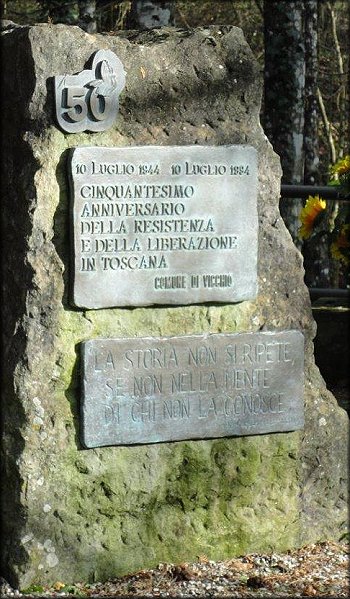 50
10 LUGLIO 1944 10 LUGLIO 1994
CINQUANTESIMO
ANNIVERSARIO
DELLA RESISTENZA
E DELLA LIBERAZIONE
IN TOSCANA
COMUNE DI VICCHIO
LA STORIA NON SI RIPETE
SE NON NELLA MENTE
DI CHI NON LA CONOSCE